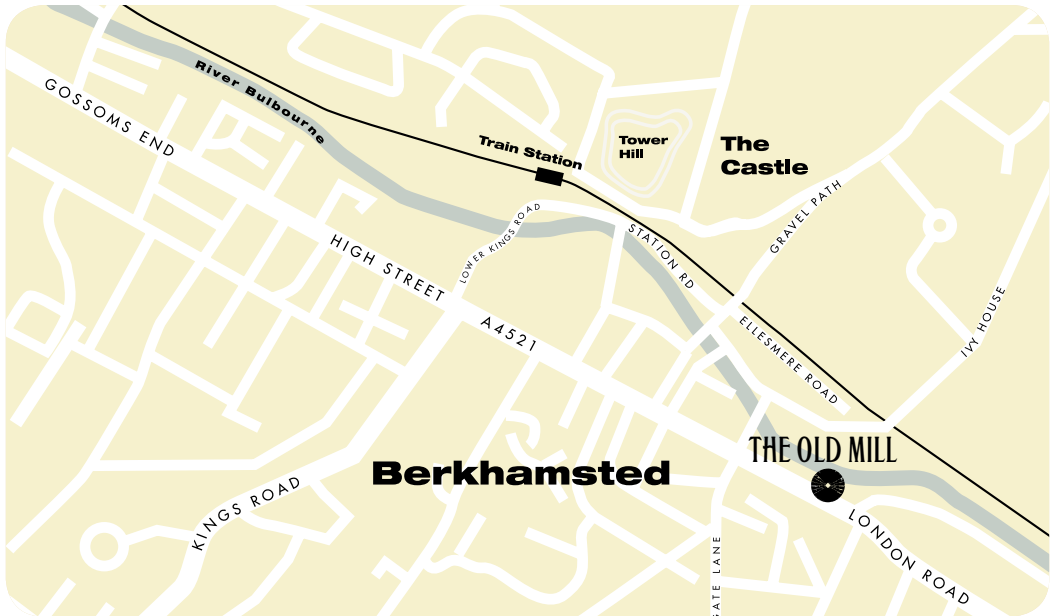 River Bulbourne
GOSSOMS END
Train Station
Tower
Hill
The
Castle
GRAVEL PATH
LOWER KINGS ROAD
STATION RD
HIGH STREET
A4521
ELLESMERE ROAD
IVY HOUSE
THE OLD MILL
Berkhamsted
KINGS ROAD
LONDON ROAD
GATE LANE